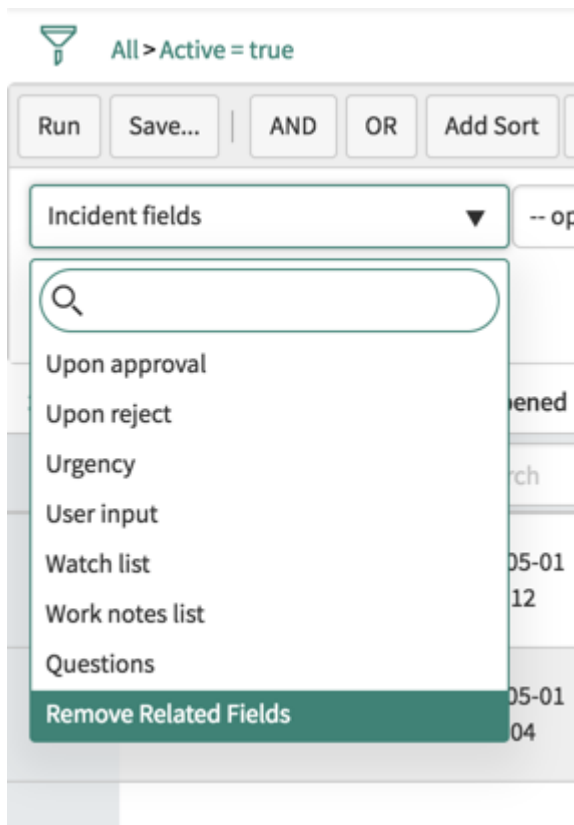 All > Active = true
Run Save... AND OR Add Sort
Incident fields -- op
Upon approval
Upon reject
Urgency
User input
Watch list
Work notes list
Questions
Remove Related Fields
ened
rch
05-01
12
05-01
04